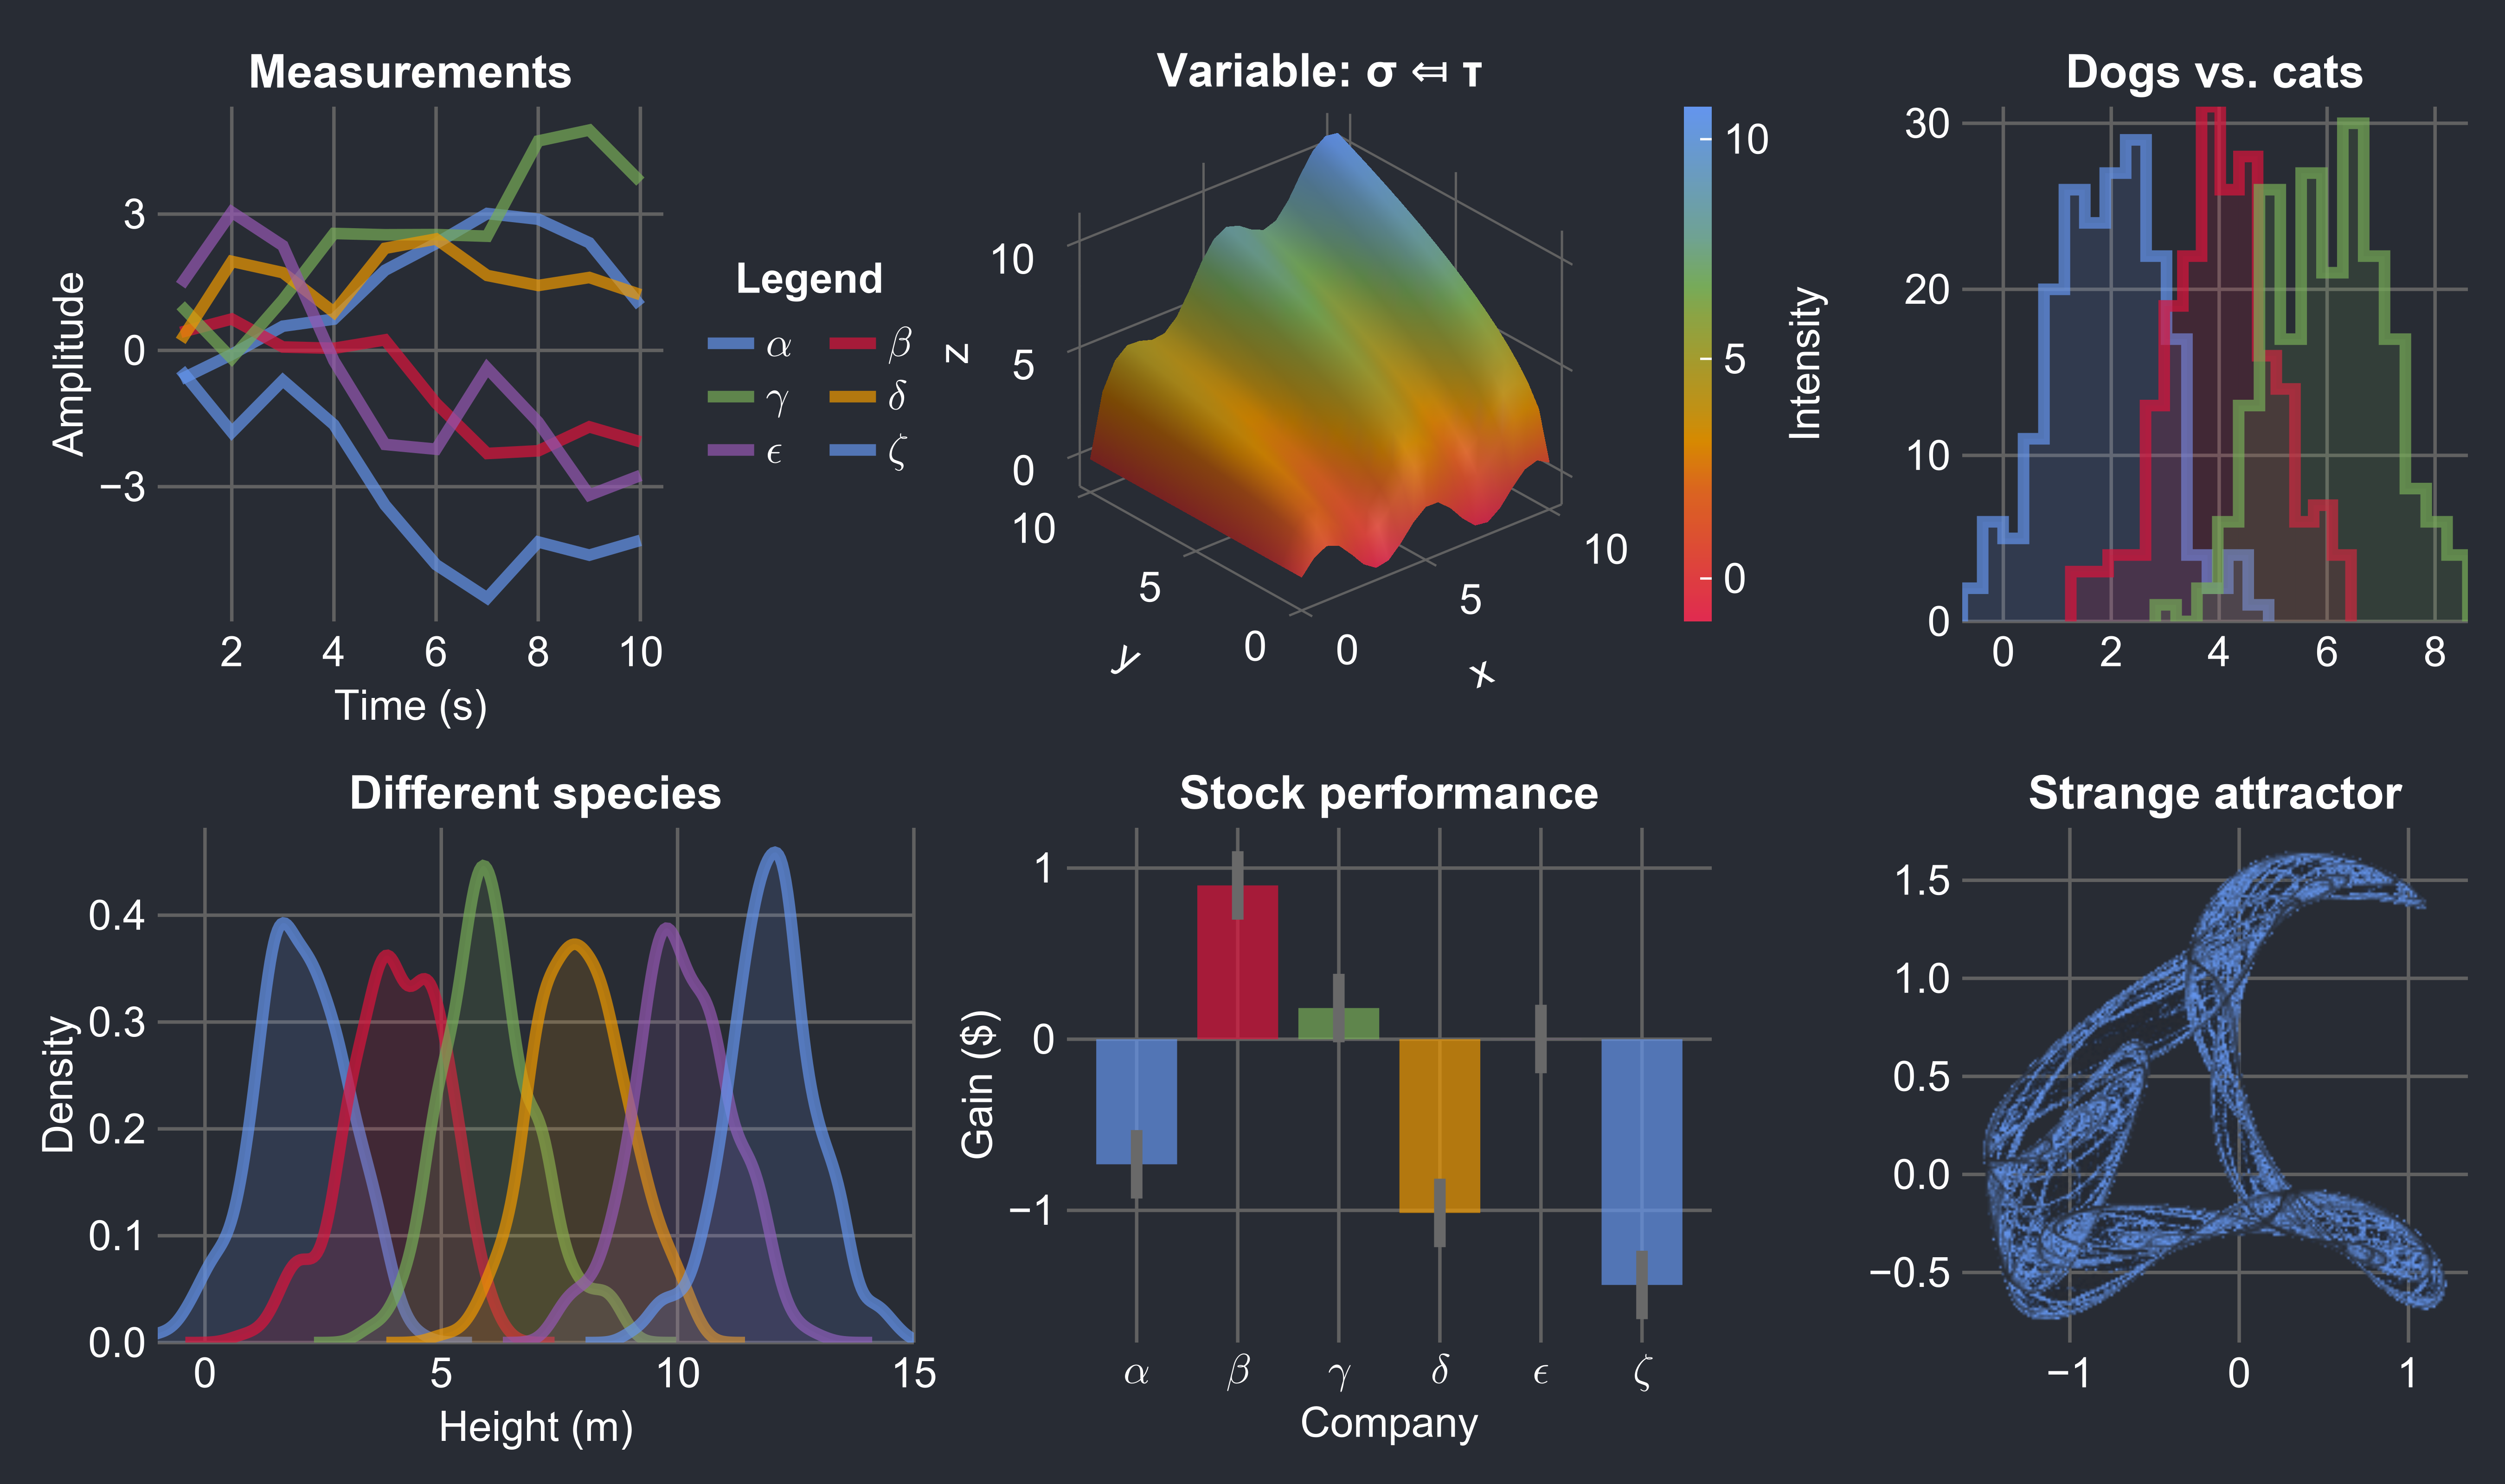 Measurements
Amplitude
3
0
−3
2 4 6 8 10
Time (s)
Legend
α β
γ δ
ϵ ζ
Variable: σ ⤆ τ
z
10
5
0
10
5
0
y
0
5
10
x
10
5
0
Intensity
Dogs vs. cats
30
20
10
0
0 2 4 6 8
Different species
Density
0.4
0.3
0.2
0.1
0.0
0 5 10 15
Height (m)
Stock performance
Gain ($)
1
0
−1
α β γ δ ϵ ζ
Company
Strange attractor
1.5
1.0
0.5
0.0
−0.5
−1 0 1